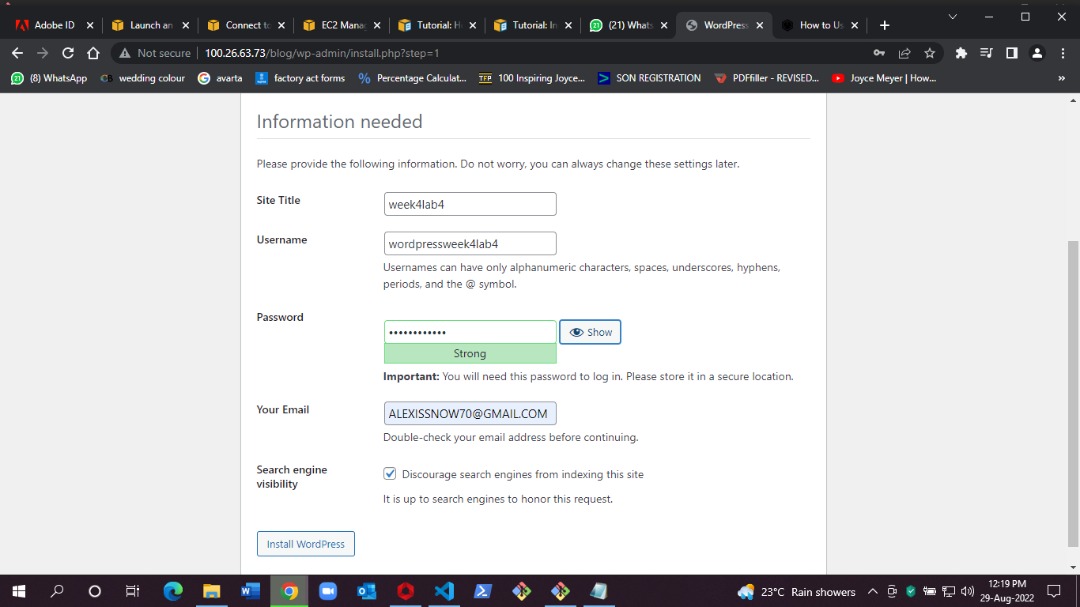 Adobe ID
Launch an
Connect to
EC2 Mana
Tutorial: H
Tutorial: In
(21) Whats
WordPress
How to Us
Not secure
100.26.63.73/blog/wp-admin/install.php?step=1
(8) WhatsApp
wedding colour
avarta
factory act forms
Percentage Calculat...
TFP 100 Inspiring Joyce...
SON REGISTRATION
PDFfiller - REVISED...
Joyce Meyer | How...
Information needed
Please provide the following information. Do not worry, you can always change these settings later.
Site Title
week4lab4
Username
wordpressweek4lab4
Usernames can have only alphanumeric characters, spaces, underscores, hyphens,
periods, and the @ symbol.
Password
••••••••••••
Show
Strong
Important: You will need this password to log in. Please store it in a secure location.
Your Email
ALEXISSNOW70@GMAIL.COM
Double-check your email address before continuing.
Search engine
visibility
Discourage search engines from indexing this site
It is up to search engines to honor this request.
Install WordPress
23°C Rain showers
12:19 PM
29-Aug-2022